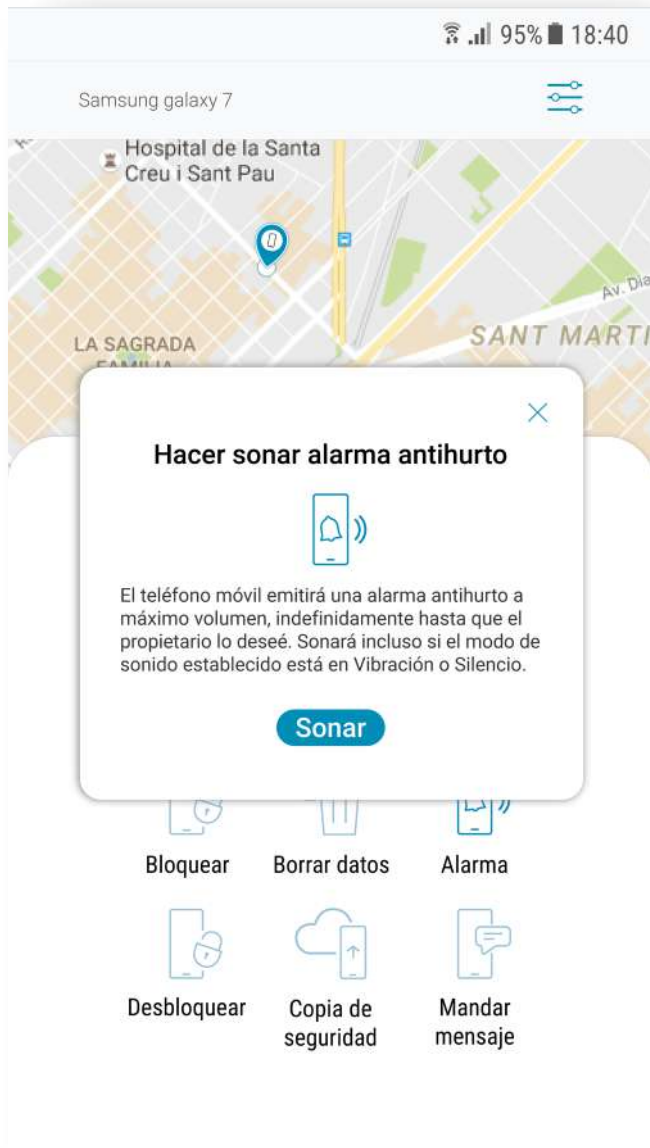 95% 18:40
Samsung galaxy 7
Hospital de la Santa
Creu i Sant Pau
Av. Dia
SANT MARTI
LA SAGRADA
FAMILIA
Hacer sonar alarma antihurto
El teléfono móvil emitirá una alarma antihurto a
máximo volumen, indefinidamente hasta que el
propietario lo deseé. Sonará incluso si el modo de
sonido establecido está en Vibración o Silencio.
Sonar
Bloquear
Borrar datos
Alarma
Desbloquear
Copia de
seguridad
Mandar
mensaje